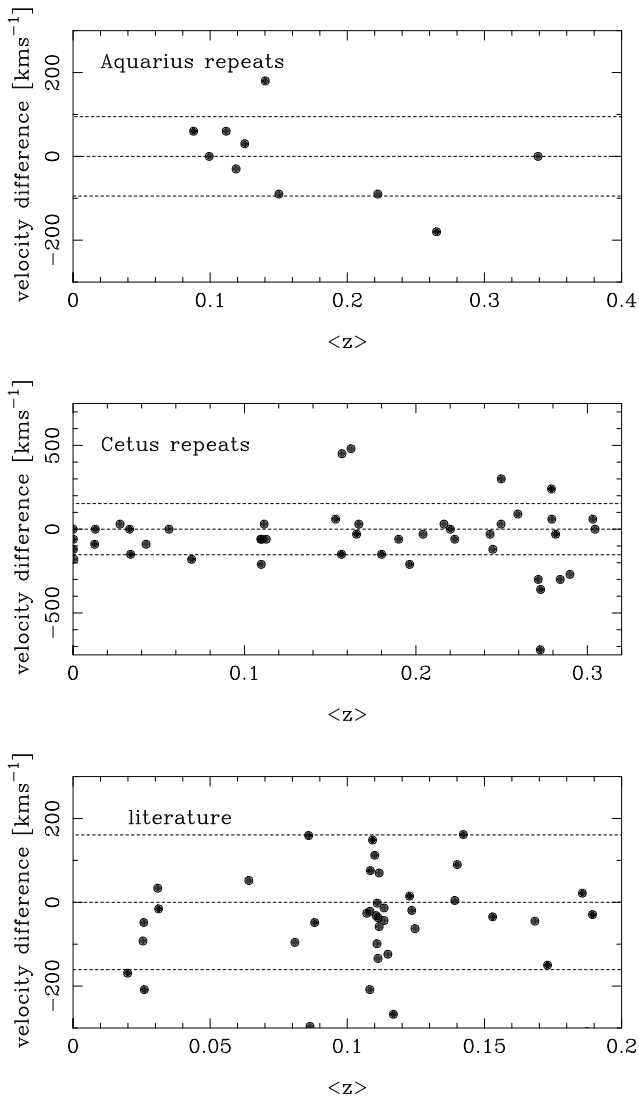 Aquarius repeats
velocity difference [kms⁻¹]
200
0
−200
0 0.1 0.2 0.3 0.4
<z>
Cetus repeats
velocity difference [kms⁻¹]
500
0
−500
0 0.1 0.2 0.3
<z>
literature
velocity difference [kms⁻¹]
200
0
−200
0 0.05 0.1 0.15 0.2
<z>